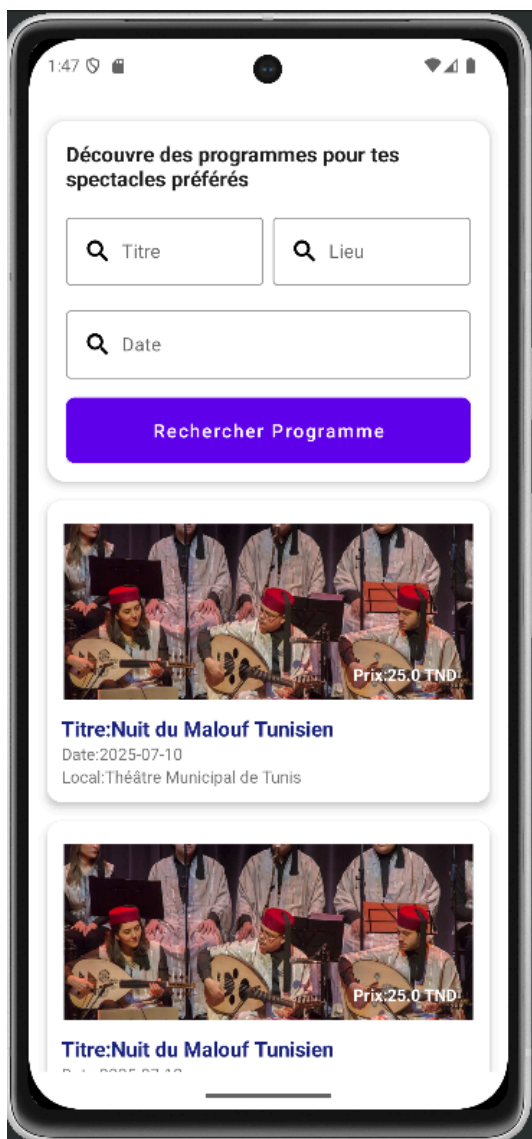 1:47
Découvre des programmes pour tes
spectacles préférés
Titre
Lieu
Date
Rechercher Programme
Prix:25.0 TND
Titre:Nuit du Malouf Tunisien
Date:2025-07-10
Local:Théâtre Municipal de Tunis
Prix:25.0 TND
Titre:Nuit du Malouf Tunisien